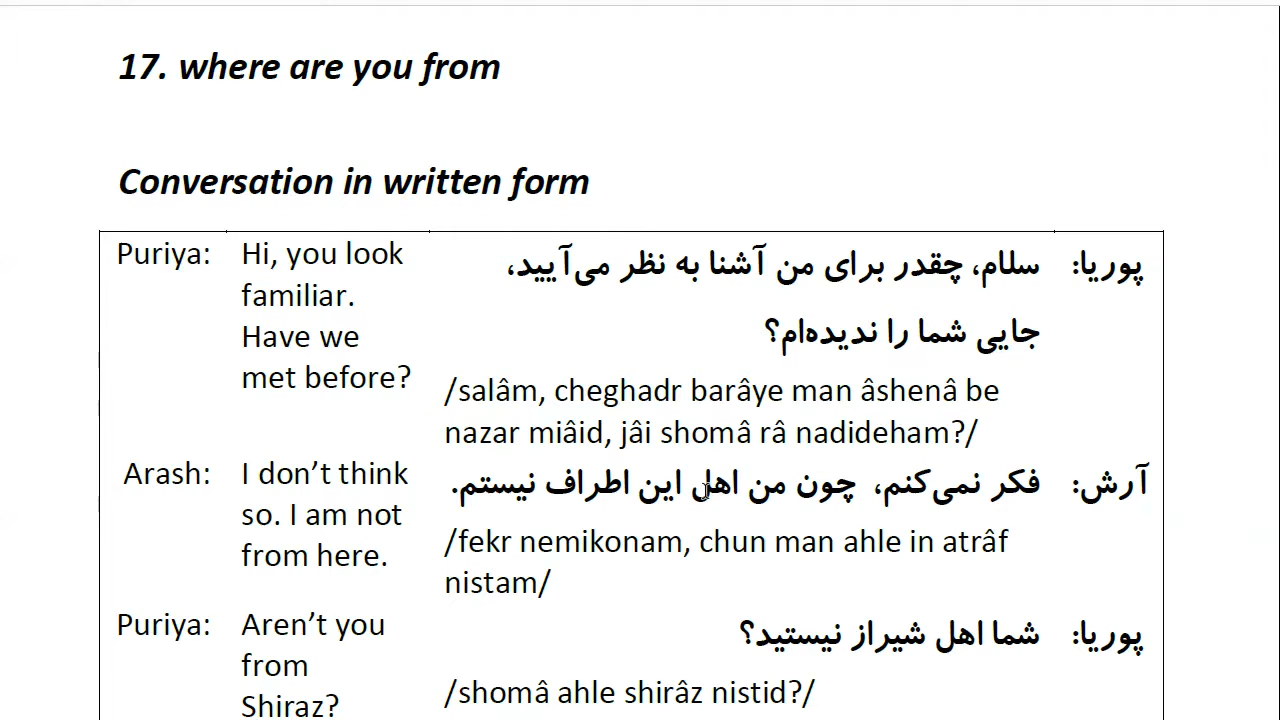 17. where are you from
Conversation in written form
Puriya:
Hi, you look
familiar.
Have we
met before?
سلام، چقدر برای من آشنا به نظر می‌آیید،
جایی شما را ندیده‌ام؟
/salâm, cheghadr barâye man âshenâ be
nazar miâid, jâi shomâ râ nadideham?/
پوریا:
Arash:
I don’t think
so. I am not
from here.
فکر نمی‌کنم، چون من اهل این اطراف نیستم.
/fekr nemikonam, chun man ahle in atrâf
nistam/
آرش:
Puriya:
Aren’t you
from
Shiraz?
شما اهل شیراز نیستید؟
/shomâ ahle shirâz nistid?/
پوریا: